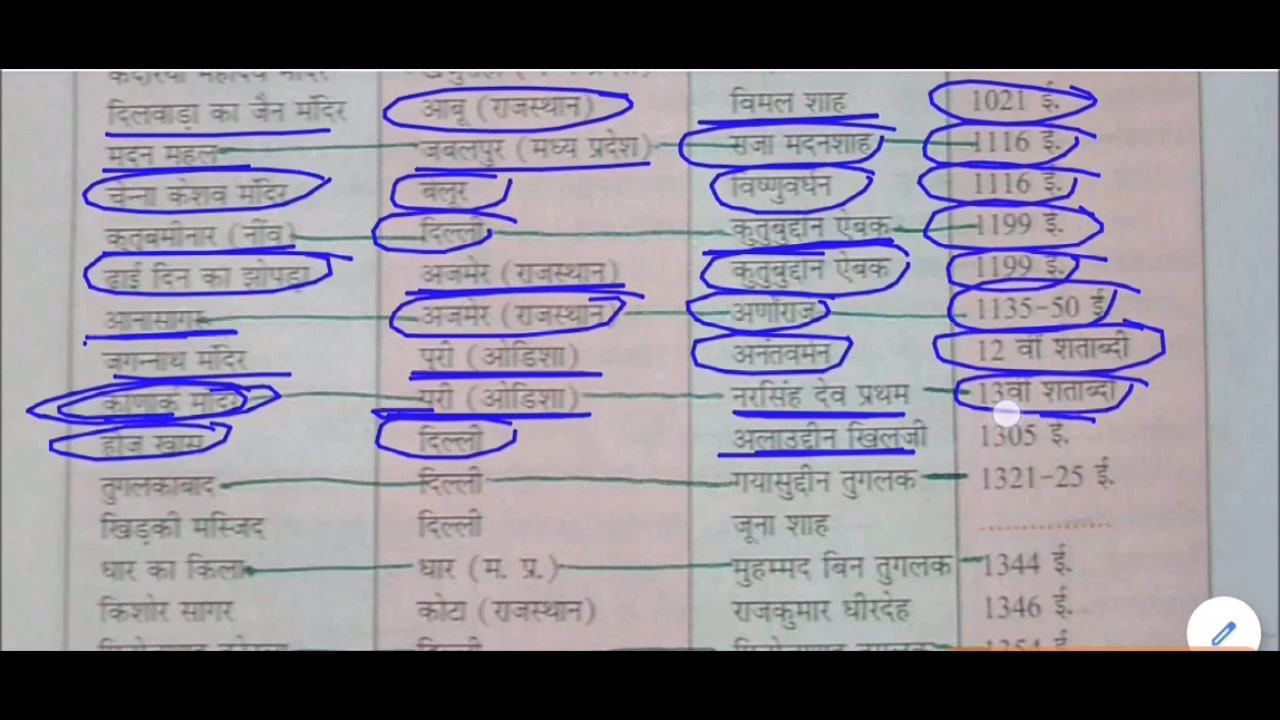 दिलवाड़ा का जैन मंदिर आबू (राजस्थान) विमल शाह 1021 ई.
मदन महल जबलपुर (मध्य प्रदेश) राजा मदनशाह 1116 ई.
चेन्ना केशव मंदिर बेलूर विष्णुवर्धन 1116 ई.
कुतुबमीनार (नींव) दिल्ली कुतुबुद्दीन ऐबक 1199 ई.
ढ़ाई दिन का झोपड़ा अजमेर (राजस्थान) कुतुबुद्दीन ऐबक 1199 ई.
आनासागर अजमेर (राजस्थान) अर्णोराज 1135-50 ई.
जगन्नाथ मंदिर पुरी (ओडिशा) अनंतवर्मन 12 वीं शताब्दी
कोणार्क मंदिर पुरी (ओडिशा) नरसिंह देव प्रथम 13वीं शताब्दी
हौज खास दिल्ली अलाउद्दीन खिलजी 1305 ई.
तुगलकाबाद दिल्ली गयासुद्दीन तुगलक 1321-25 ई.
खिड़की मस्जिद दिल्ली जूना शाह ..................
धार का किला धार (म. प्र.) मुहम्मद बिन तुगलक 1344 ई.
किशोर सागर कोटा (राजस्थान) राजकुमार धीरदेह 1346 ई.